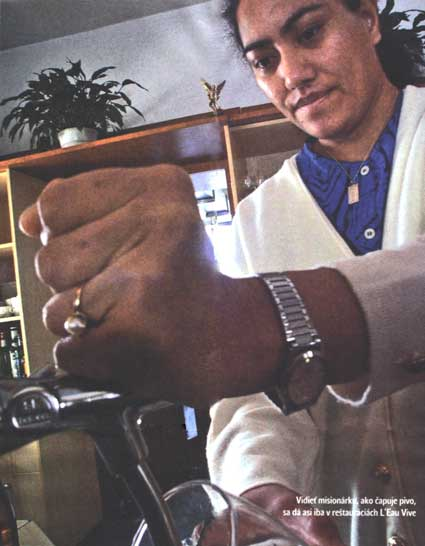 Vidieť misionárku, ako čapuje pivo,
sa dá asi iba v reštauráciách L'Eau Vive